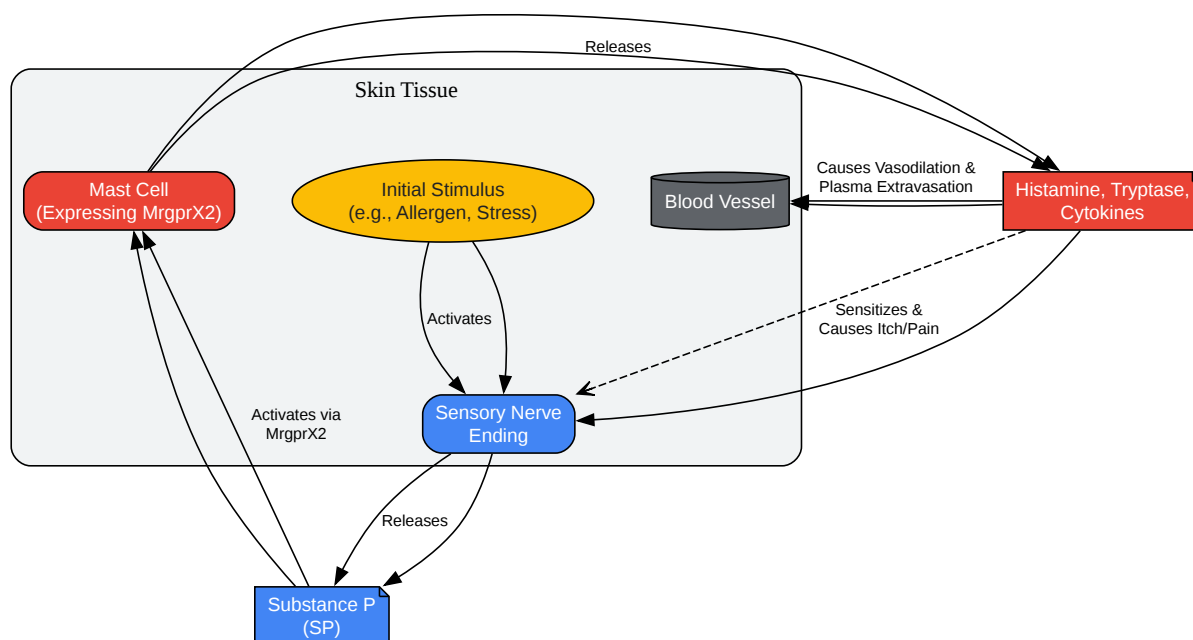 Releases
Skin Tissue
Mast Cell
(Expressing MrgprX2)
Initial Stimulus
(e.g., Allergen, Stress)
Blood Vessel
Causes Vasodilation &
Plasma Extravasation
Histamine, Tryptase,
Cytokines
Activates
Sensitizes &
Causes Itch/Pain
Sensory Nerve
Ending
Activates via
MrgprX2
Releases
Substance P
(SP)